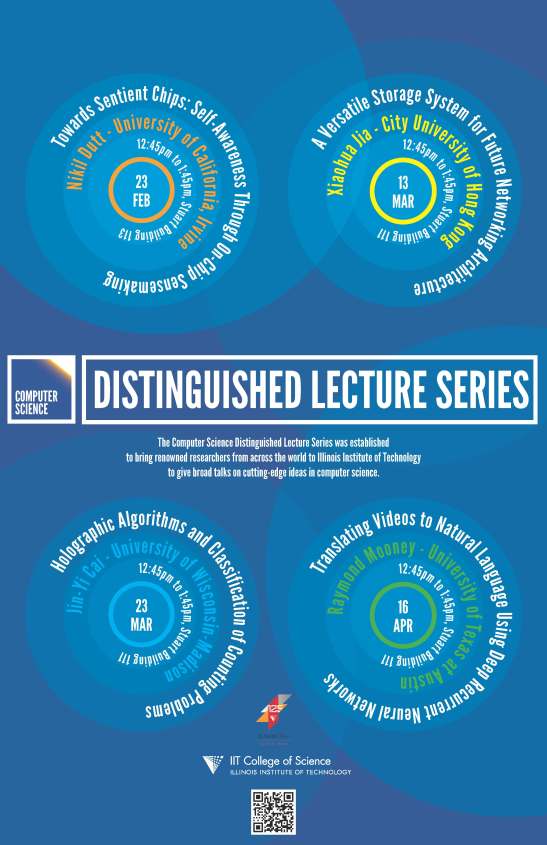 Towards Sentient Chips: Self-Awareness Through On-Chip Sensemaking
Nikil Dutt - University of California, Irvine
12:45pm to 1:45pm, Stuart Building 113
23
FEB
A Versatile Storage System for Future Networking Architecture
Xiaohua Jia - City University of Hong Kong
12:45pm to 1:45pm, Stuart Building 111
13
MAR
COMPUTER
SCIENCE
DISTINGUISHED LECTURE SERIES
The Computer Science Distinguished Lecture Series was established
to bring renowned researchers from across the world to Illinois Institute of Technology
to give broad talks on cutting-edge ideas in computer science.
Holographic Algorithms and Classification of Counting Problems
Jin-Yi Cai - University of Wisconsin-Madison
12:45pm to 1:45pm, Stuart Building 111
23
MAR
Translating Videos to Natural Language Using Deep Recurrent Neural Networks
Raymond Mooney - University of Texas at Austin
12:45pm to 1:45pm, Stuart Building 111
16
APR
125
IIT College of Science
ILLINOIS INSTITUTE OF TECHNOLOGY